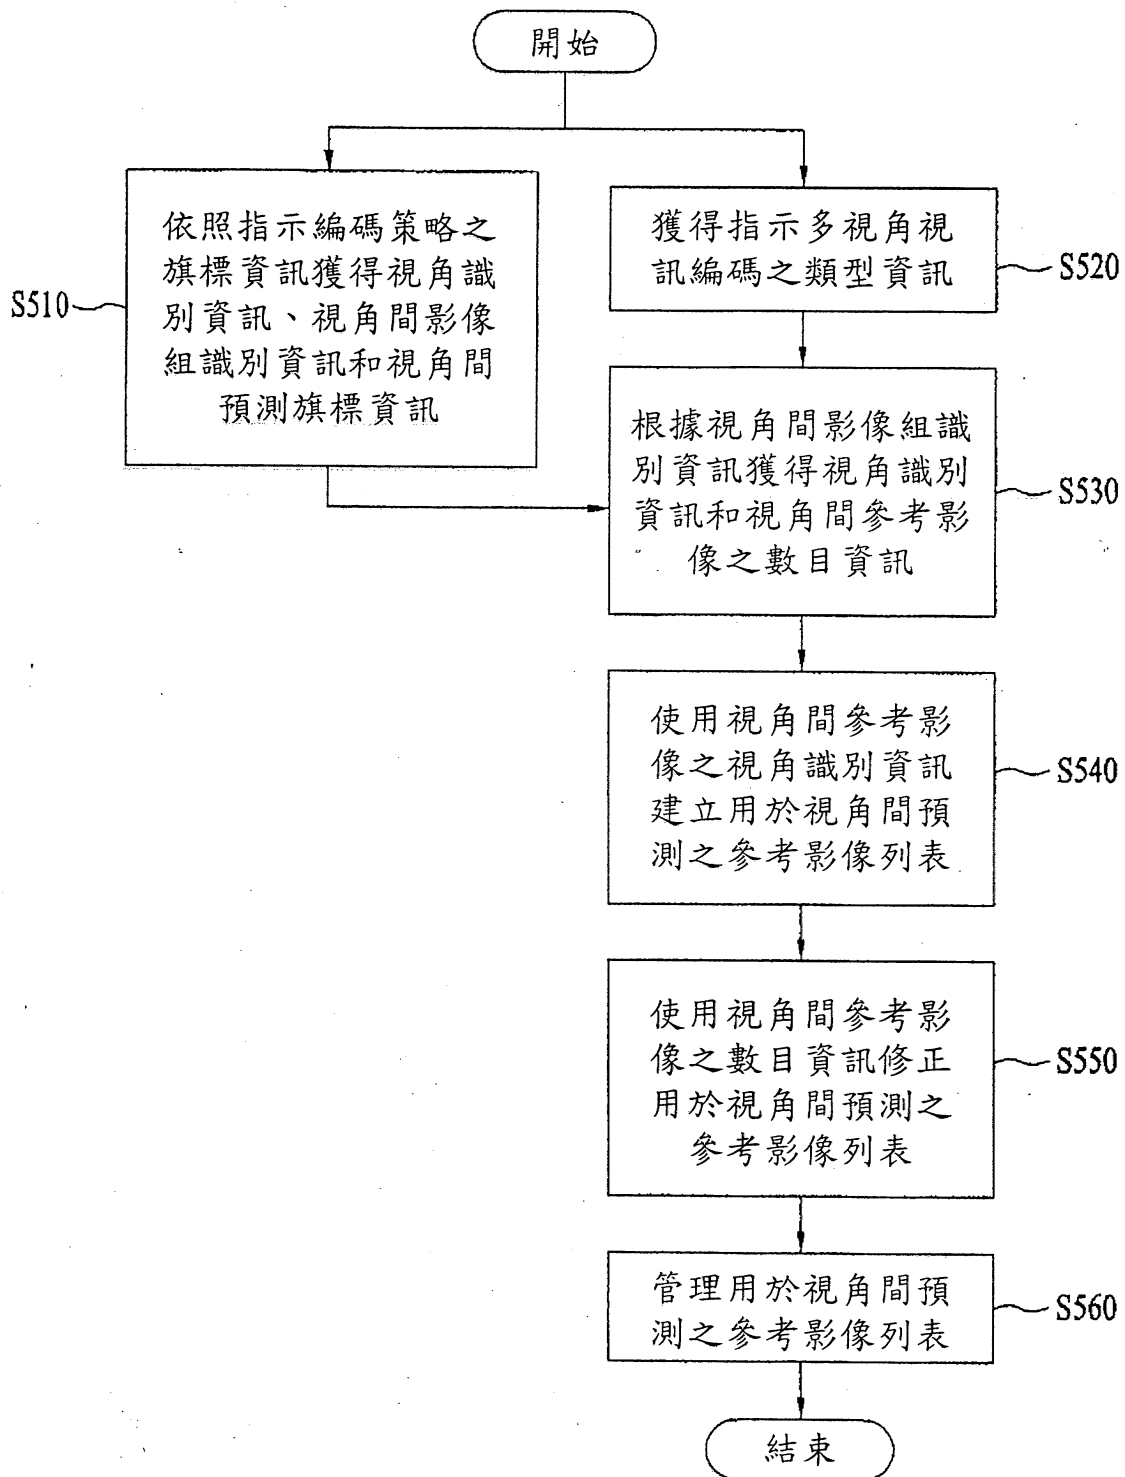 開始
S510
依照指示編碼策略之
旗標資訊獲得視角識
別資訊、視角間影像
組識別資訊和視角間
預測旗標資訊
獲得指示多視角視
訊編碼之類型資訊
S520
根據視角間影像組識
別資訊獲得視角識別
資訊和視角間參考影
像之數目資訊
S530
使用視角間參考影
像之視角識別資訊
建立用於視角間預
測之參考影像列表
S540
使用視角間參考影
像之數目資訊修正
用於視角間預測之
參考影像列表
S550
管理用於視角間預
測之參考影像列表
S560
結束